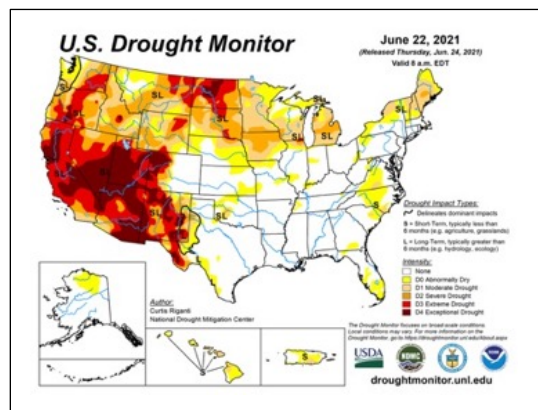 U.S. Drought Monitor
June 22, 2021
(Released Thursday, Jun. 24, 2021)
Valid 8 a.m. EDT
SL
SL
SL
SL
SL
SL
SL
SL
SL
SL
SL
S
Drought Impact Types:
Delineates dominant impacts
S = Short-Term, typically less than
6 months (e.g. agriculture, grasslands)
L = Long-Term, typically greater than
6 months (e.g. hydrology, ecology)
Intensity:
None
D0 Abnormally Dry
D1 Moderate Drought
D2 Severe Drought
D3 Extreme Drought
D4 Exceptional Drought
Author:
Curtis Riganti
National Drought Mitigation Center
S
S
The Drought Monitor focuses on broad-scale conditions.
Local conditions may vary. For more information on the
Drought Monitor, go to https://droughtmonitor.unl.edu/About.aspx
USDA
NDMC
NOAA
droughtmonitor.unl.edu